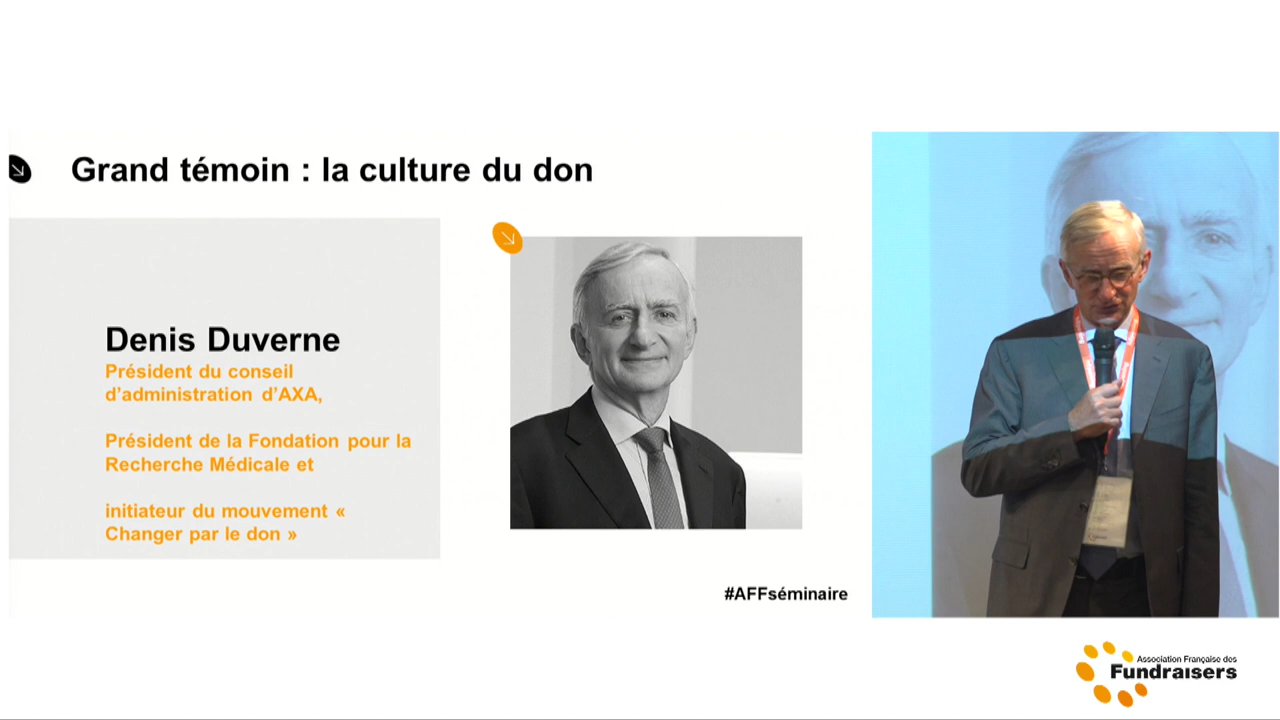 Grand témoin : la culture du don
Denis Duverne
Président du conseil
d’administration d’AXA,
Président de la Fondation pour la
Recherche Médicale et
initiateur du mouvement «
Changer par le don »
#AFFséminaire
Association Française des
Fundraisers